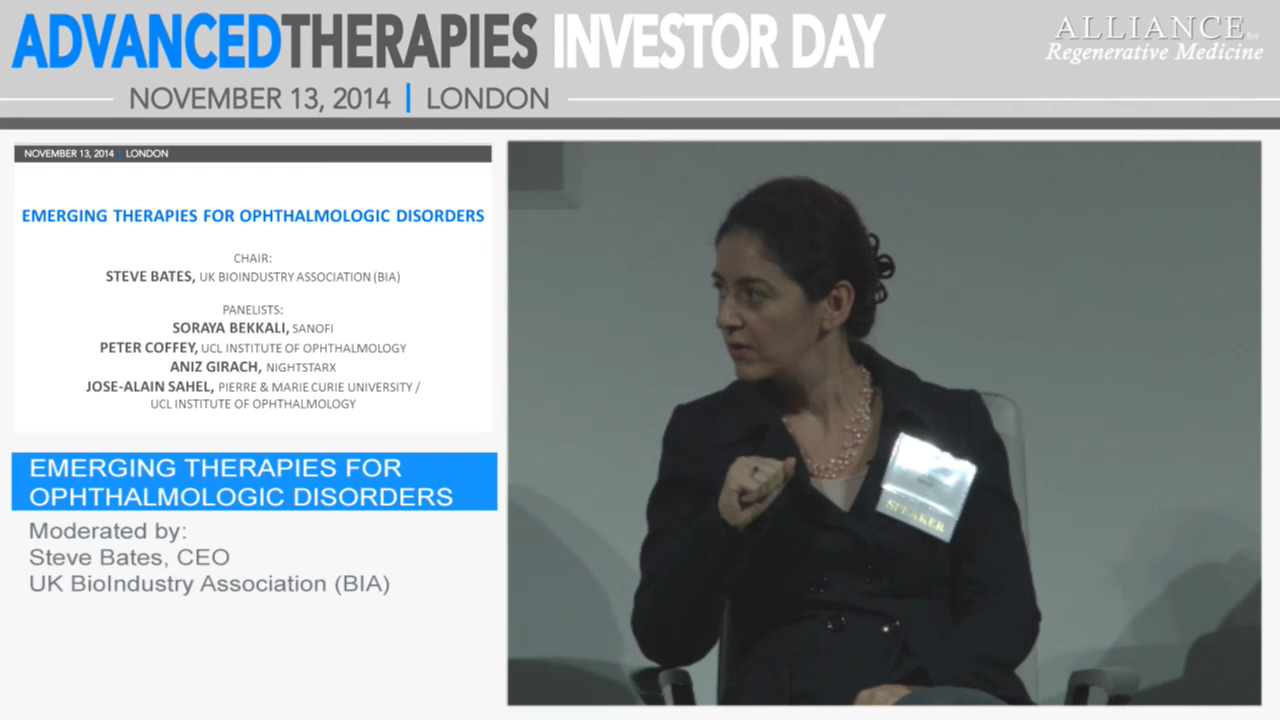 ADVANCEDTHERAPIES INVESTOR DAY
NOVEMBER 13, 2014 | LONDON
ALLIANCE for
Regenerative Medicine
NOVEMBER 13, 2014 | LONDON
EMERGING THERAPIES FOR OPHTHALMOLOGIC DISORDERS
CHAIR:
STEVE BATES, UK BIOINDUSTRY ASSOCIATION (BIA)
PANELISTS:
SORAYA BEKKALI, SANOFI
PETER COFFEY, UCL INSTITUTE OF OPHTHALMOLOGY
ANIZ GIRACH, NIGHTSTARX
JOSE-ALAIN SAHEL, PIERRE & MARIE CURIE UNIVERSITY /
UCL INSTITUTE OF OPHTHALMOLOGY
EMERGING THERAPIES FOR
OPHTHALMOLOGIC DISORDERS
Moderated by:
Steve Bates, CEO
UK BioIndustry Association (BIA)
SPEAKER